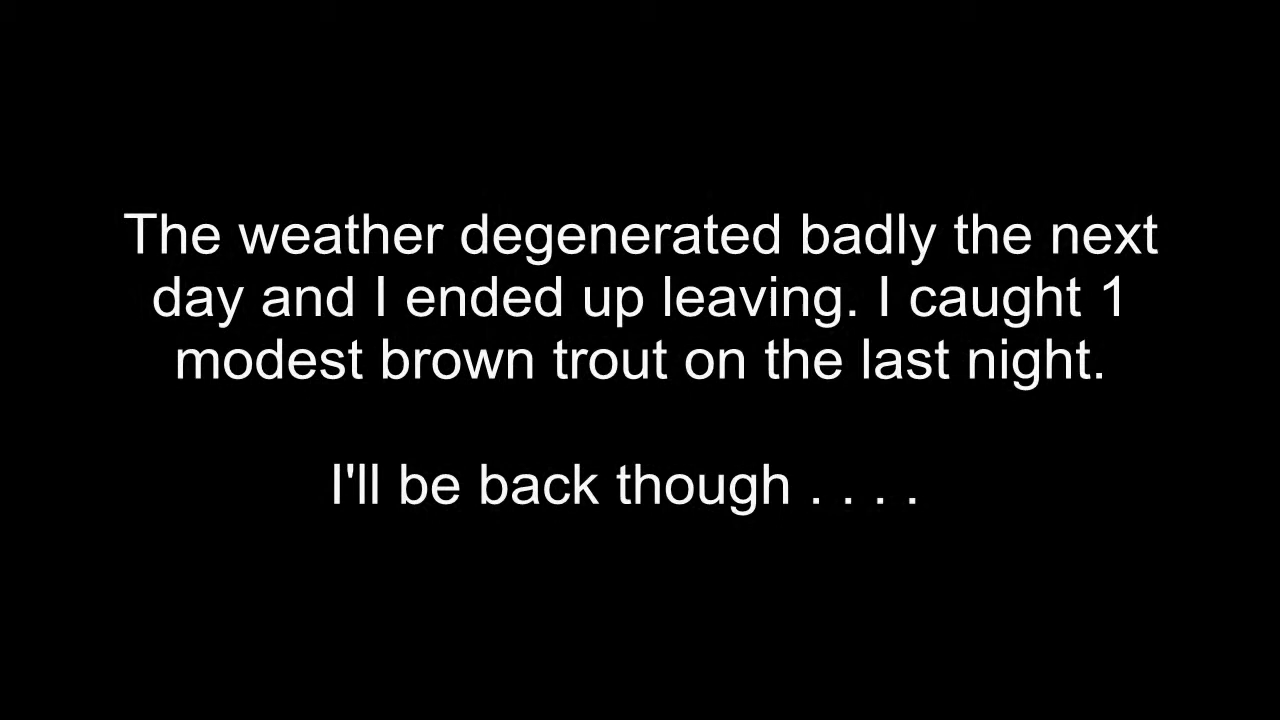 The weather degenerated badly the next
day and I ended up leaving. I caught 1
modest brown trout on the last night.
I'll be back though . . . .